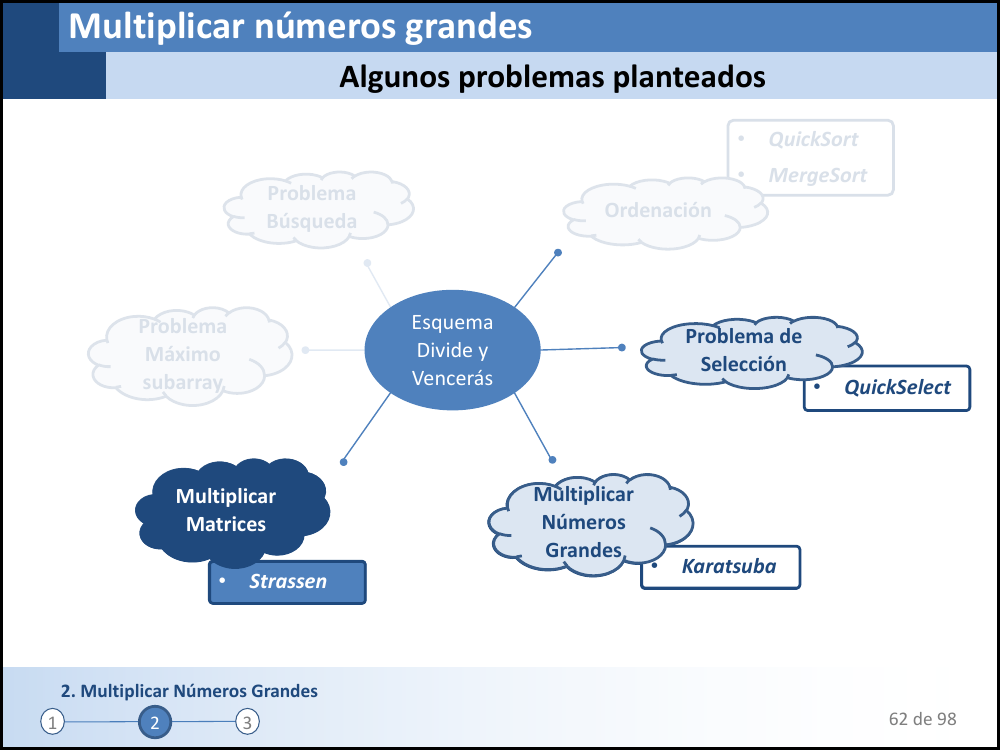 Multiplicar números grandes
Algunos problemas planteados
• QuickSort
• MergeSort
Problema
Búsqueda
Ordenación
Esquema
Divide y
Vencerás
Problema
Máximo
subarray
Problema de
Selección
• QuickSelect
Multiplicar
Matrices
• Strassen
Multiplicar
Números
Grandes
• Karatsuba
2. Multiplicar Números Grandes
1 2 3
62 de 98